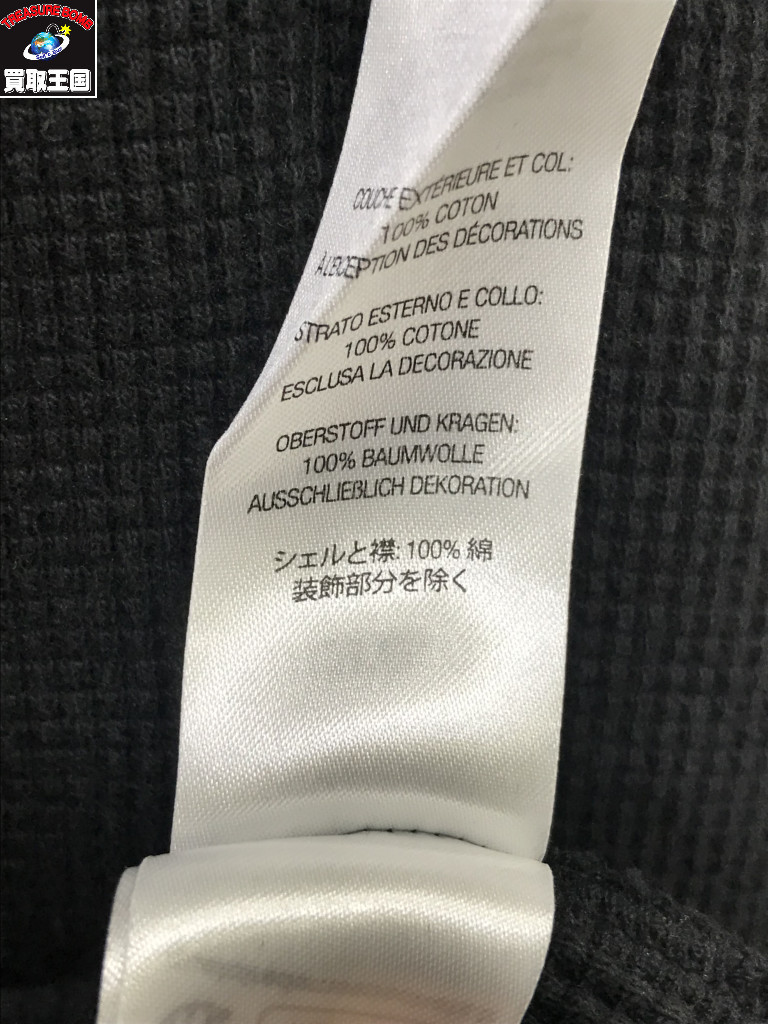 TREASURE BOMB
買取王国
COUCHE EXTÉRIEURE ET COL:
100% COTON
À L'ECEPTION DES DÉCORATIONS
STRATO ESTERNO E COLLO:
100% COTONE
ESCLUSA LA DECORAZIONE
OBERSTOFF UND KRAGEN:
100% BAUMWOLLE
AUSSCHLIEßLICH DEKORATION
シェルと襟: 100% 綿
装飾部分を除く